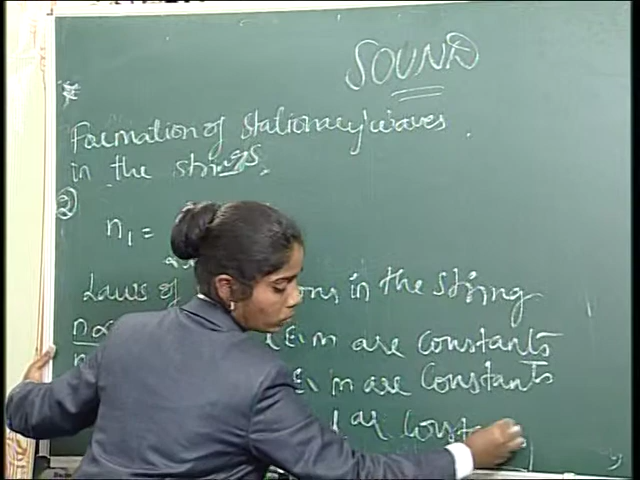 SOUND
Formation of stationary waves
in the strings.
②
n₁ =
Laws of ons in the string
m are constants
m are constants